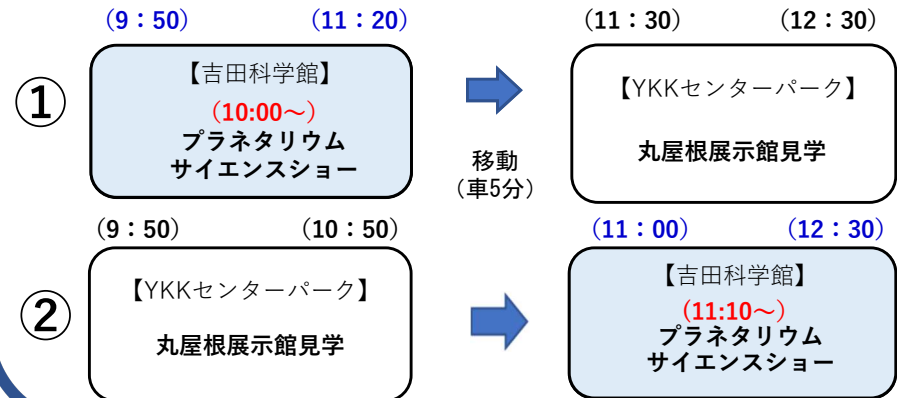 （9：50） （11：20） （11：30） （12：30）
①
【吉田科学館】
（10:00～）
プラネタリウム
サイエンスショー
移動
（車5分）
【YKKセンターパーク】
丸屋根展示館見学
（9：50） （10：50） （11：00） （12：30）
②
【YKKセンターパーク】
丸屋根展示館見学
【吉田科学館】
（11:10～）
プラネタリウム
サイエンスショー